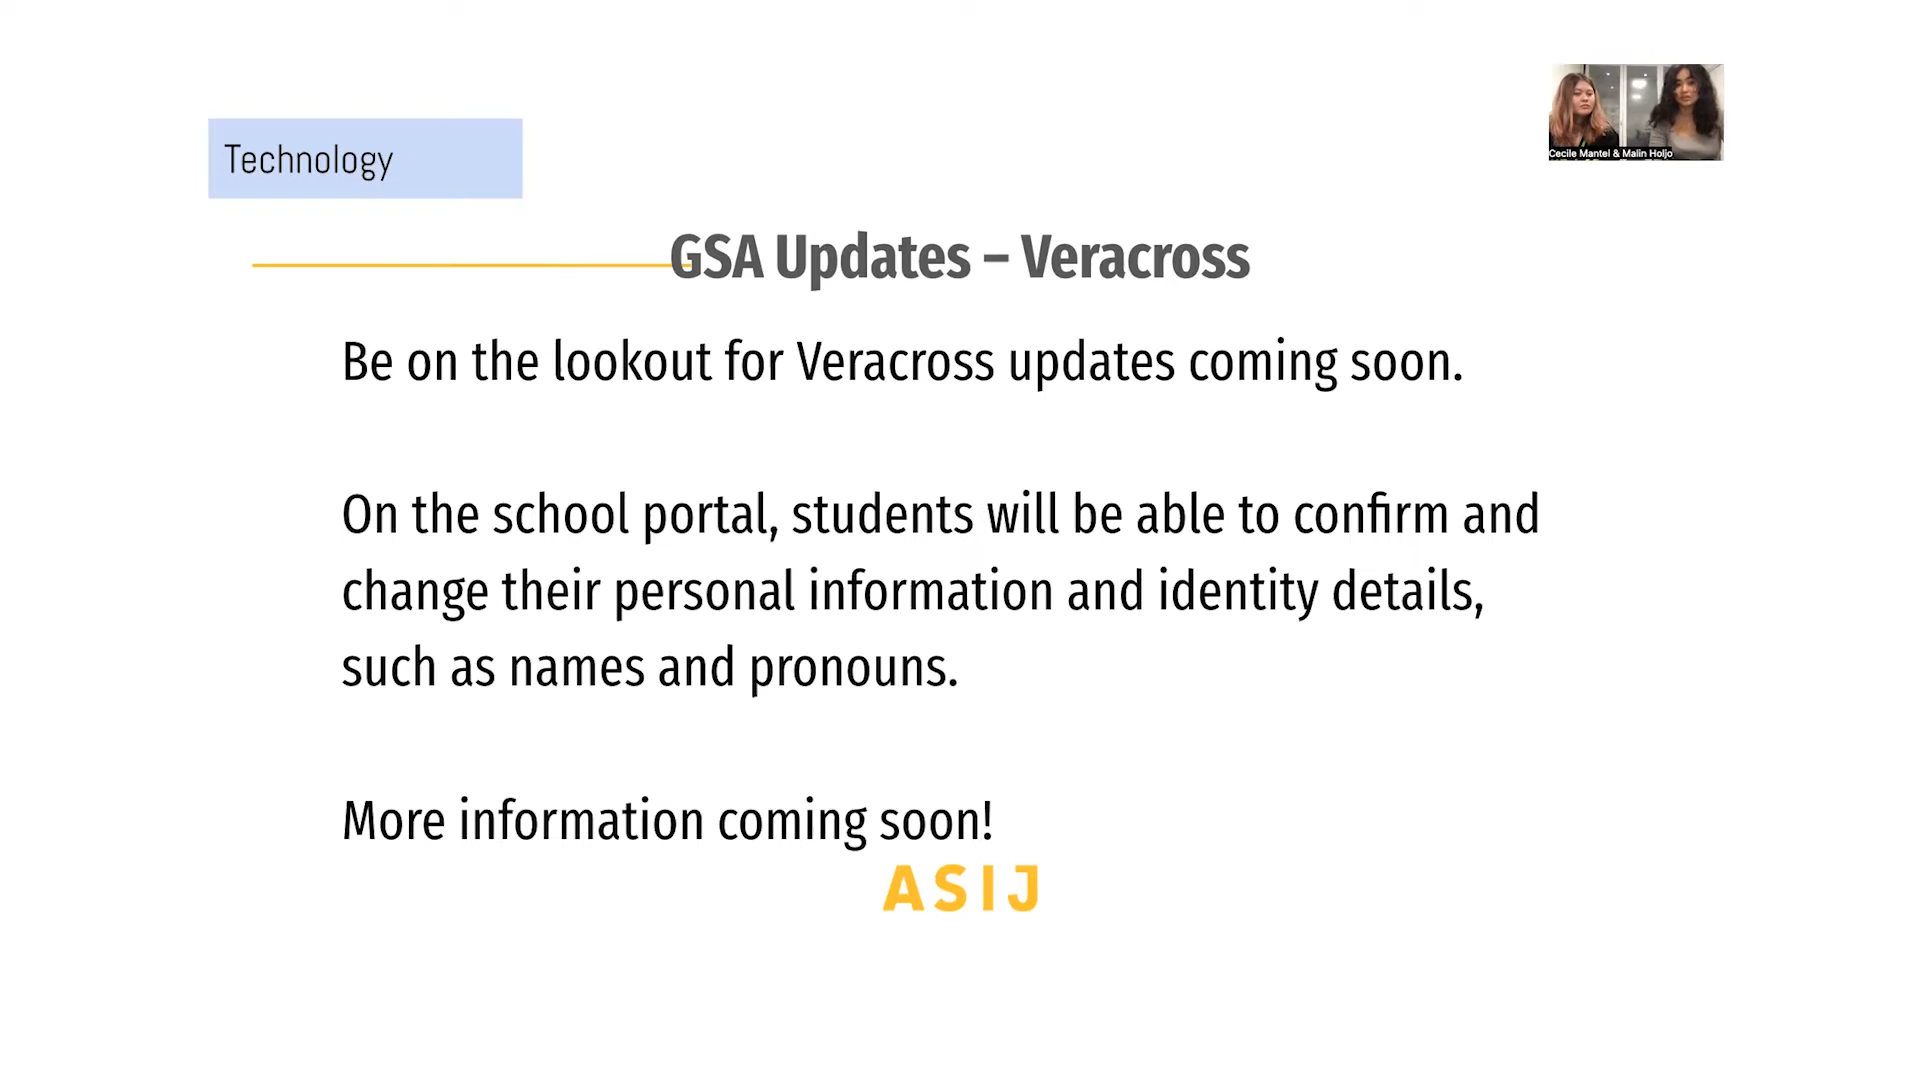 Technology
Cecile Mantel & Malin Holjo
GSA Updates – Veracross
Be on the lookout for Veracross updates coming soon.
On the school portal, students will be able to confirm and
change their personal information and identity details,
such as names and pronouns.
More information coming soon!
ASIJ